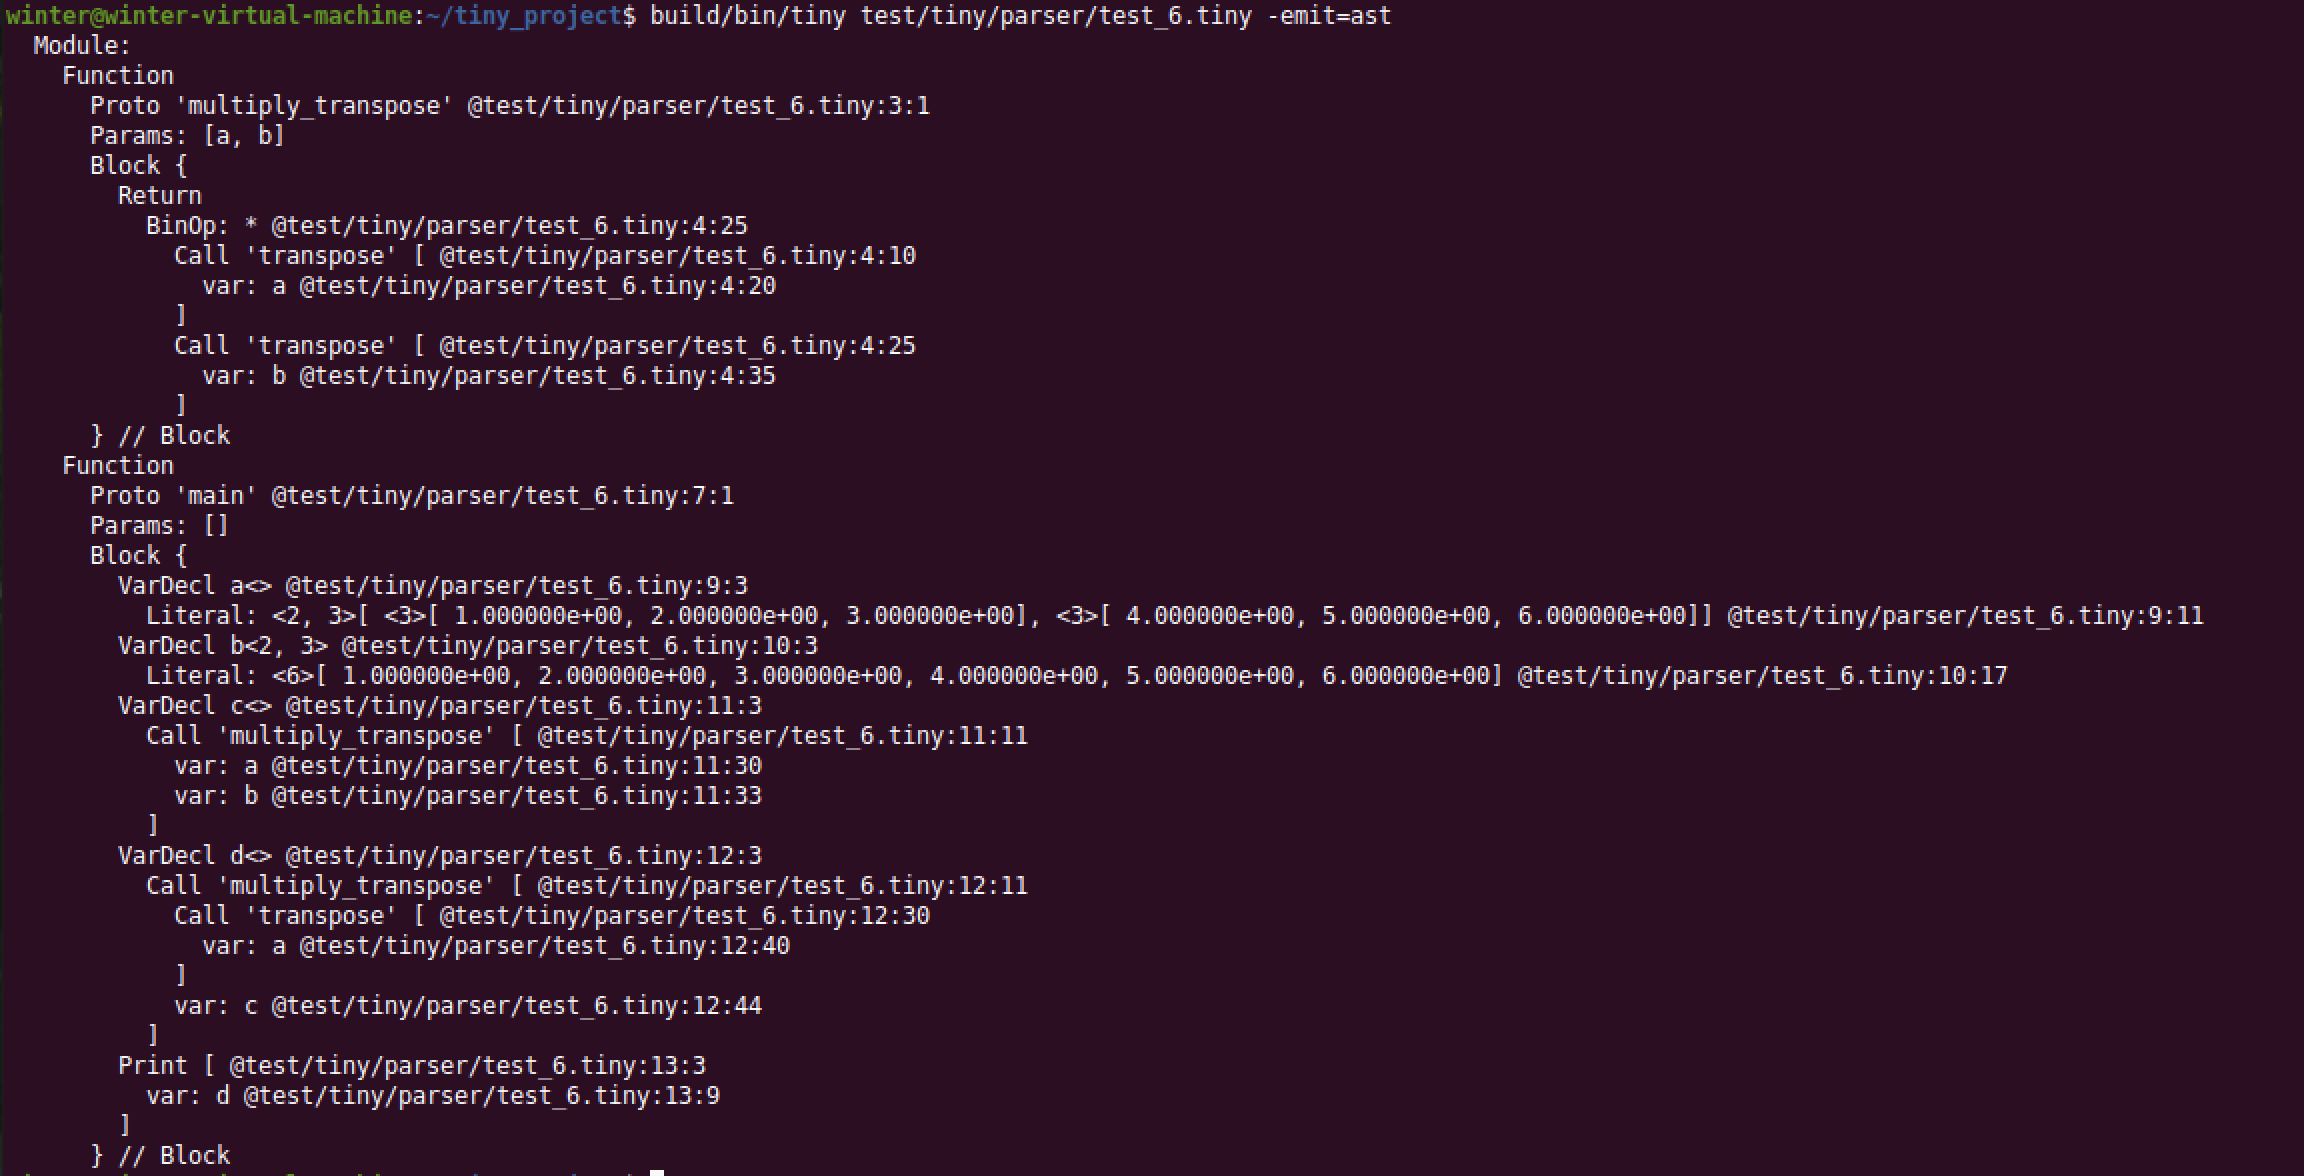 winter@winter-virtual-machine:~/tiny_project$ build/bin/tiny test/tiny/parser/test_6.tiny -emit=ast
  Module:
    Function
      Proto 'multiply_transpose' @test/tiny/parser/test_6.tiny:3:1
      Params: [a, b]
      Block {
        Return
          BinOp: * @test/tiny/parser/test_6.tiny:4:25
            Call 'transpose' [ @test/tiny/parser/test_6.tiny:4:10
              var: a @test/tiny/parser/test_6.tiny:4:20
            ]
            Call 'transpose' [ @test/tiny/parser/test_6.tiny:4:25
              var: b @test/tiny/parser/test_6.tiny:4:35
            ]
      } // Block
    Function
      Proto 'main' @test/tiny/parser/test_6.tiny:7:1
      Params: []
      Block {
        VarDecl a<> @test/tiny/parser/test_6.tiny:9:3
          Literal: <2, 3>[ <3>[ 1.000000e+00, 2.000000e+00, 3.000000e+00], <3>[ 4.000000e+00, 5.000000e+00, 6.000000e+00]] @test/tiny/parser/test_6.tiny:9:11
        VarDecl b<2, 3> @test/tiny/parser/test_6.tiny:10:3
          Literal: <6>[ 1.000000e+00, 2.000000e+00, 3.000000e+00, 4.000000e+00, 5.000000e+00, 6.000000e+00] @test/tiny/parser/test_6.tiny:10:17
        VarDecl c<> @test/tiny/parser/test_6.tiny:11:3
          Call 'multiply_transpose' [ @test/tiny/parser/test_6.tiny:11:11
            var: a @test/tiny/parser/test_6.tiny:11:30
            var: b @test/tiny/parser/test_6.tiny:11:33
          ]
        VarDecl d<> @test/tiny/parser/test_6.tiny:12:3
          Call 'multiply_transpose' [ @test/tiny/parser/test_6.tiny:12:11
            Call 'transpose' [ @test/tiny/parser/test_6.tiny:12:30
              var: a @test/tiny/parser/test_6.tiny:12:40
            ]
            var: c @test/tiny/parser/test_6.tiny:12:44
          ]
        Print [ @test/tiny/parser/test_6.tiny:13:3
          var: d @test/tiny/parser/test_6.tiny:13:9
        ]
      } // Block